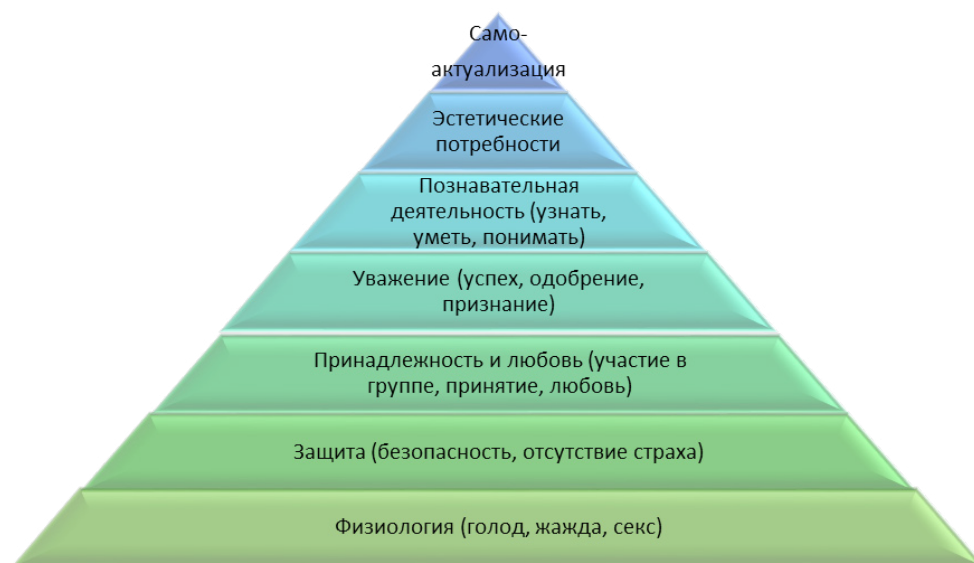 Само-
актуализация
Эстетические
потребности
Познавательная
деятельность (узнать,
уметь, понимать)
Уважение (успех, одобрение,
признание)
Принадлежность и любовь (участие в
группе, принятие, любовь)
Защита (безопасность, отсутствие страха)
Физиология (голод, жажда, секс)